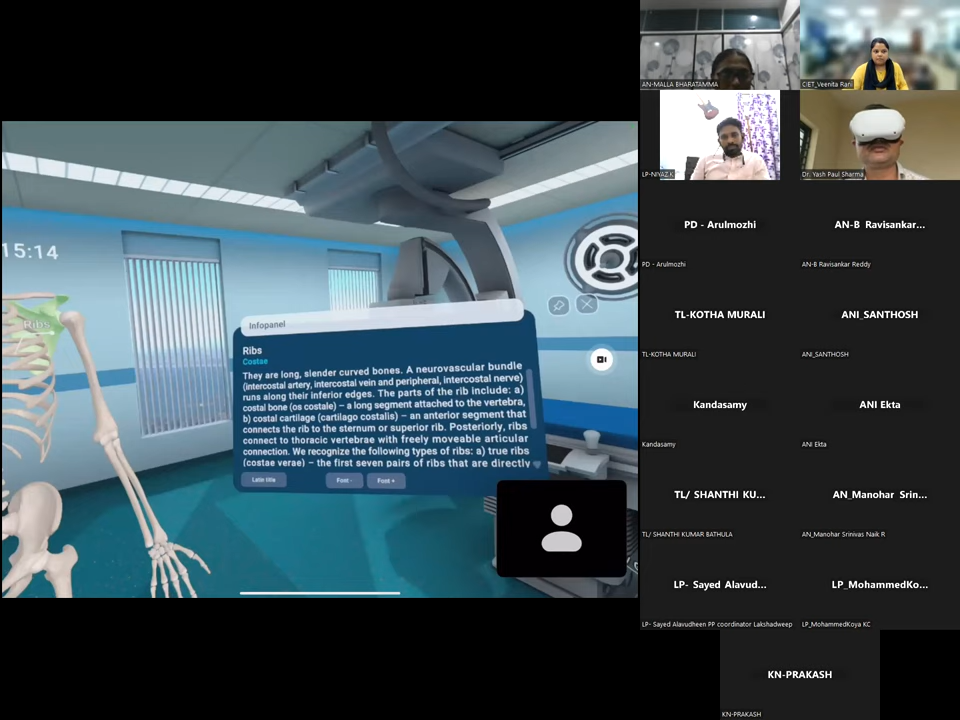 15:14
Ribs
Infopanel
Ribs
Costae
They are long, slender curved bones. A neurovascular bundle
(intercostal artery, intercostal vein and peripheral, intercostal nerve)
runs along their inferior edges. The parts of the rib include: a)
costal bone (os costale) – a long segment attached to the vertebra,
b) costal cartilage (cartilago costalis) – an anterior segment that
connects the rib to the sternum or superior rib. Posteriorly, ribs
connect to thoracic vertebrae with freely moveable articular
connection. We recognize the following types of ribs: a) true ribs
(costae verae) – the first seven pairs of ribs that are directly
Latin title
Font -
Font +
AN-MALLA BHARATAMMA
CIET_Veenita Rani
LP-NIYAZ.K
Dr. Yash Paul Sharma
PD - Arulmozhi
PD - Arulmozhi
AN-B Ravisankar...
AN-B Ravisankar Reddy
TL-KOTHA MURALI
TL-KOTHA MURALI
ANI_SANTHOSH
ANI_SANTHOSH
Kandasamy
Kandasamy
ANI Ekta
ANI Ekta
TL/ SHANTHI KU...
TL/ SHANTHI KUMAR BATHULA
AN_Manohar Srin...
AN_Manohar Srinivas Naik R
LP- Sayed Alavud...
LP- Sayed Alavudheen PP coordinator Lakshadweep
LP_MohammedKo...
LP_MohammedKoya KC
KN-PRAKASH
KN-PRAKASH